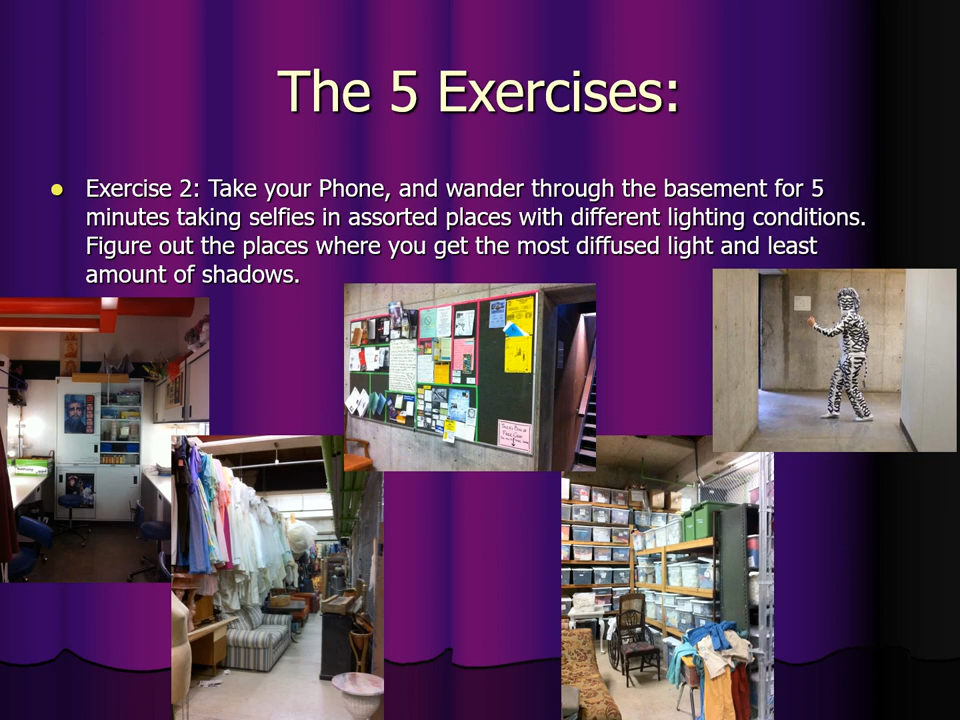 The 5 Exercises:
Exercise 2: Take your Phone, and wander through the basement for 5
minutes taking selfies in assorted places with different lighting conditions.
Figure out the places where you get the most diffused light and least
amount of shadows.